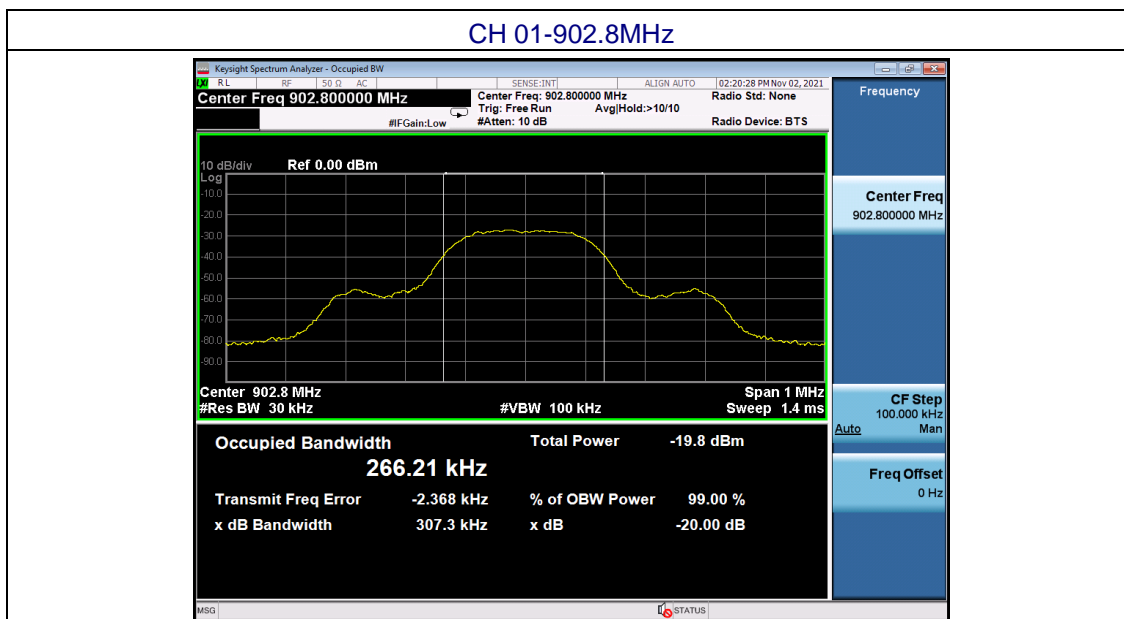 CH 01-902.8MHz
Keysight Spectrum Analyzer - Occupied BW
LXI RL RF 50 Ω AC SENSE:INT ALIGN AUTO 02:20:28 PM Nov 02, 2021
Center Freq 902.800000 MHz
Center Freq: 902.800000 MHz
Radio Std: None
Trig: Free Run Avg|Hold:>10/10
#IFGain:Low
#Atten: 10 dB
Radio Device: BTS
10 dB/div Ref 0.00 dBm
Log
-10.0
-20.0
-30.0
-40.0
-50.0
-60.0
-70.0
-80.0
-90.0
Center 902.8 MHz Span 1 MHz
#Res BW 30 kHz #VBW 100 kHz Sweep 1.4 ms
Occupied Bandwidth Total Power -19.8 dBm
266.21 kHz
Transmit Freq Error -2.368 kHz % of OBW Power 99.00 %
x dB Bandwidth 307.3 kHz x dB -20.00 dB
Frequency
Center Freq
902.800000 MHz
CF Step
100.000 kHz
Auto Man
Freq Offset
0 Hz
MSG STATUS